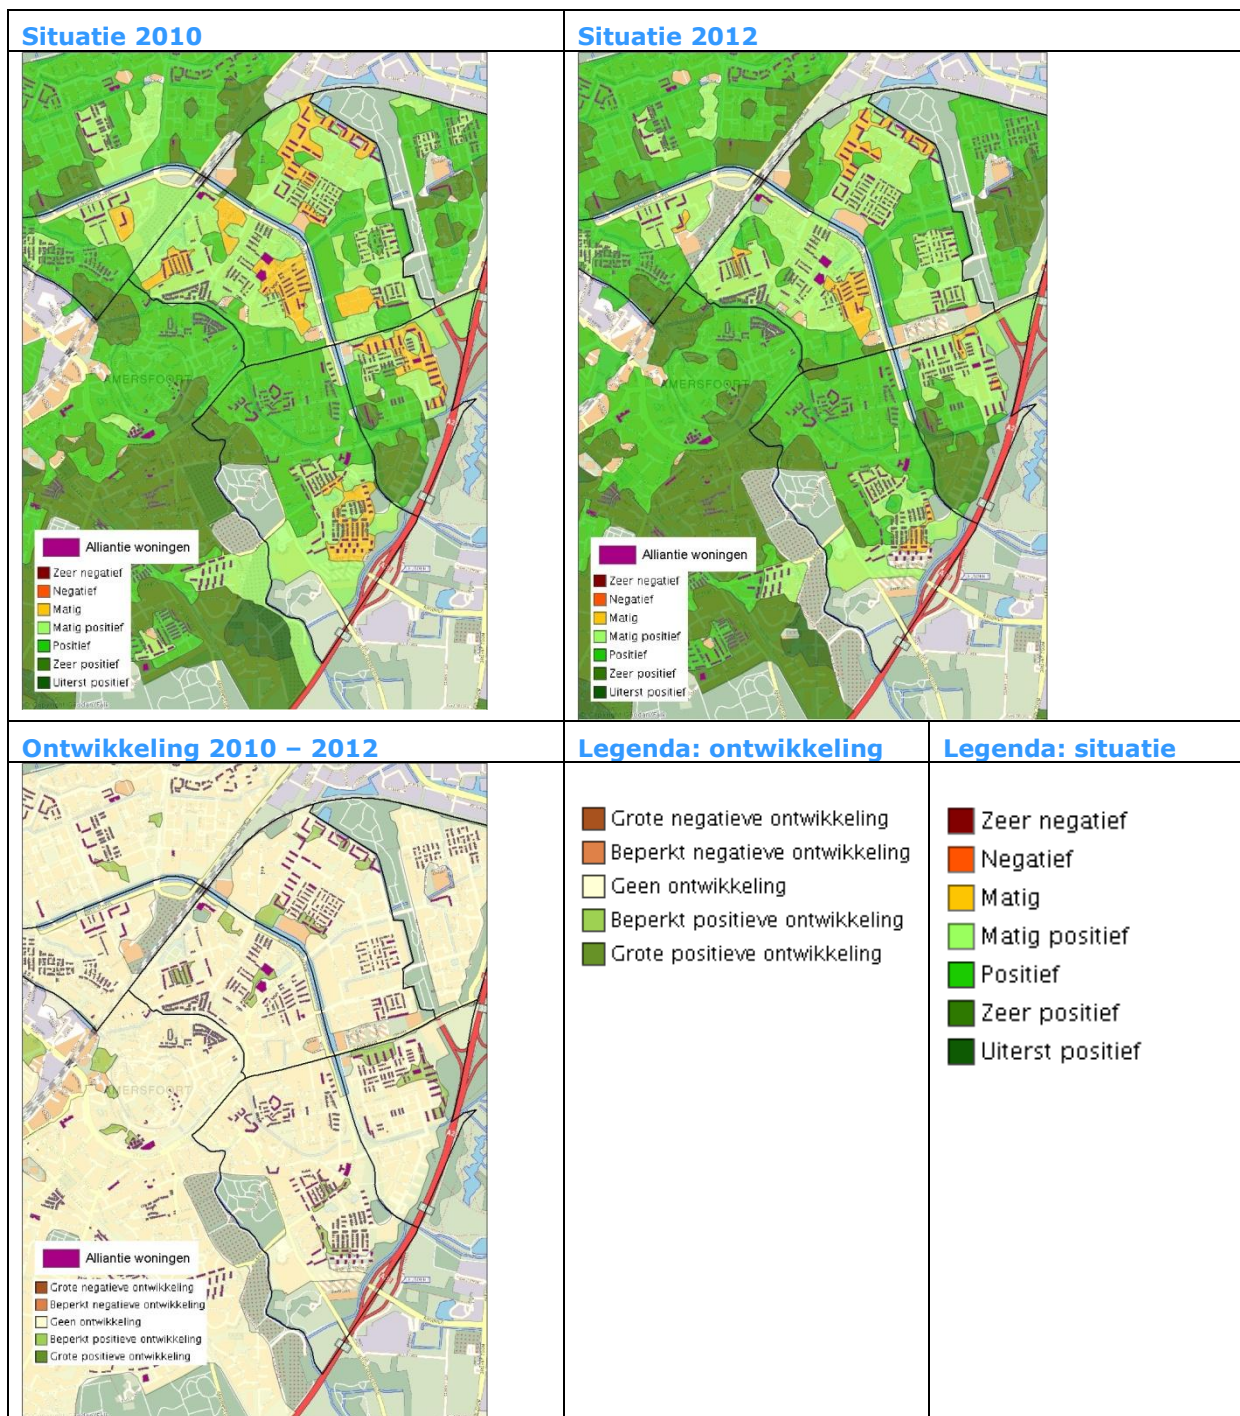 Situatie 2010
Situatie 2012
AMERSFOORT
Alliantie woningen
Zeer negatief
Negatief
Matig
Matig positief
Positief
Zeer positief
Uiterst positief
AMERSFOORT
Alliantie woningen
Zeer negatief
Negatief
Matig
Matig positief
Positief
Zeer positief
Uiterst positief
Ontwikkeling 2010 – 2012
Legenda: ontwikkeling
Legenda: situatie
AMERSFOORT
Alliantie woningen
Grote negatieve ontwikkeling
Beperkt negatieve ontwikkeling
Geen ontwikkeling
Beperkt positieve ontwikkeling
Grote positieve ontwikkeling
Grote negatieve ontwikkeling
Beperkt negatieve ontwikkeling
Geen ontwikkeling
Beperkt positieve ontwikkeling
Grote positieve ontwikkeling
Zeer negatief
Negatief
Matig
Matig positief
Positief
Zeer positief
Uiterst positief